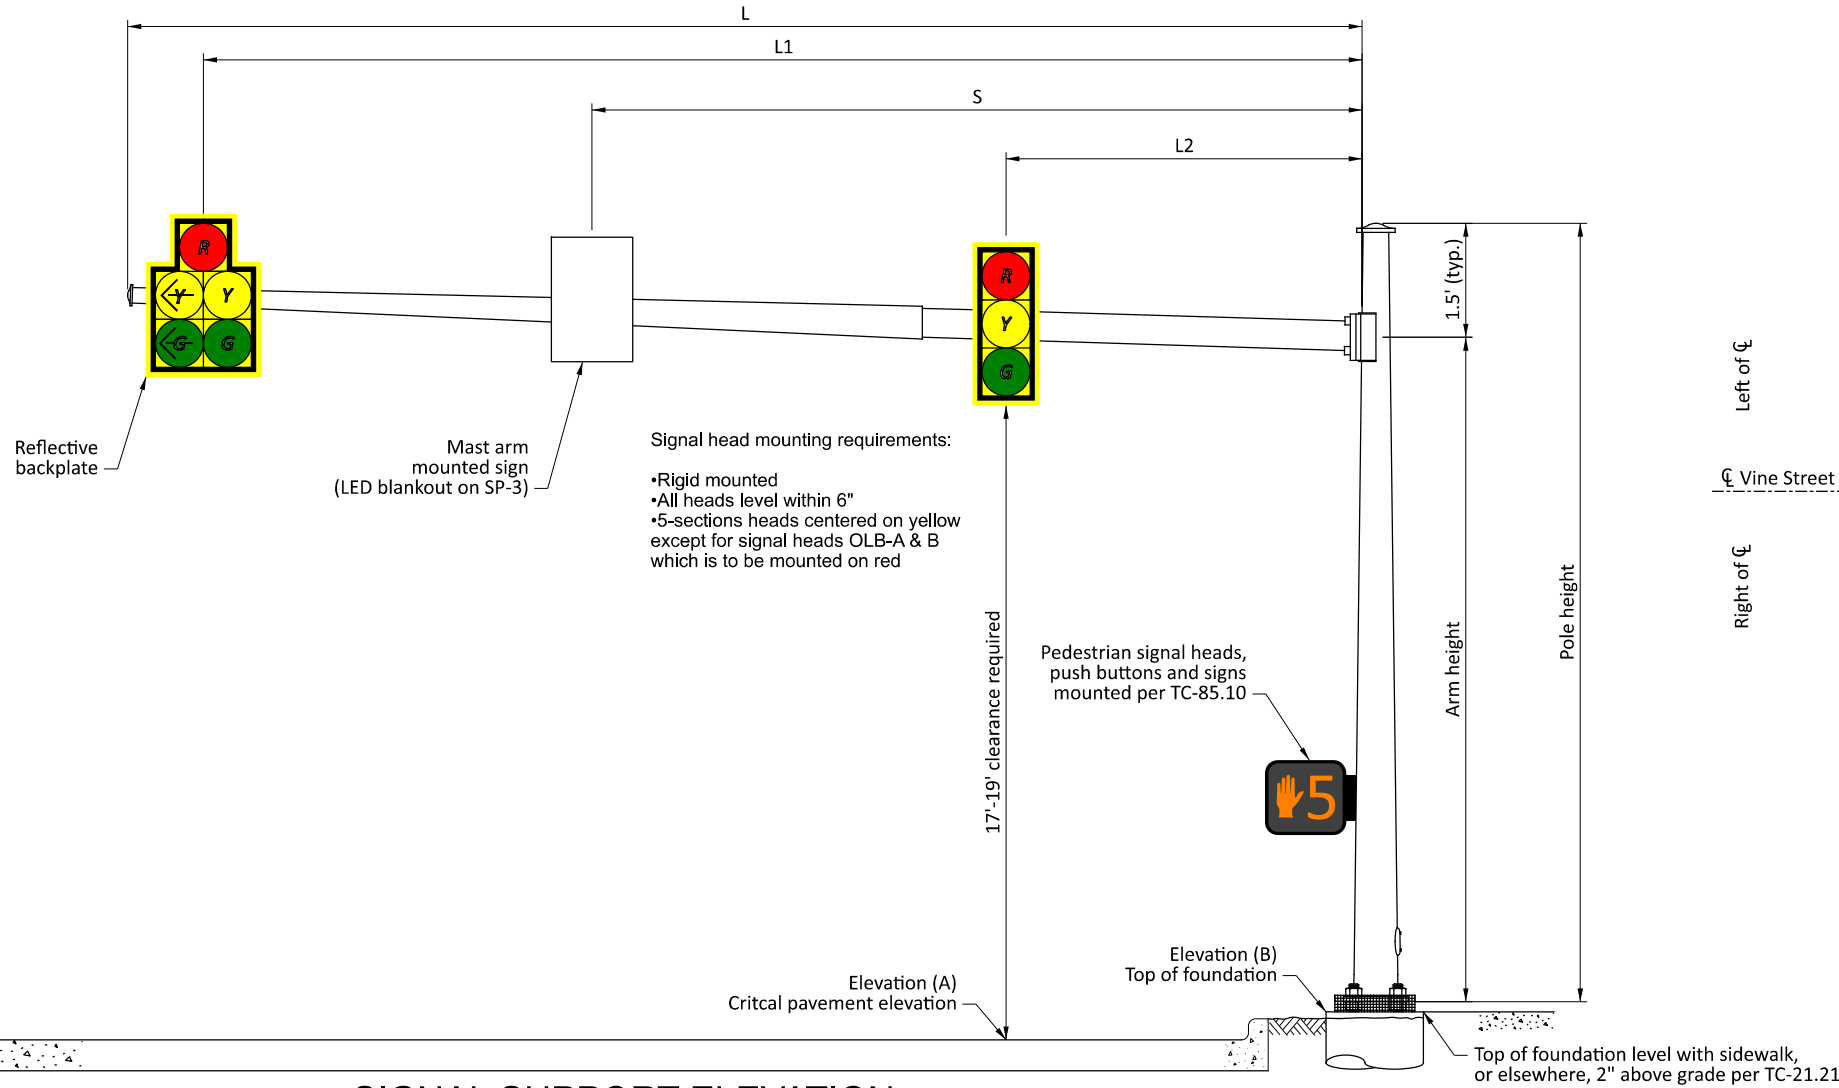 L
L1
S
L2
R
Y
Y
G
G
R
Y
G
1.5' (typ.)
Left of ℄
Reflective
backplate
Mast arm
mounted sign
(LED blankout on SP-3)
Signal head mounting requirements:
•Rigid mounted
•All heads level within 6"
•5-sections heads centered on yellow
except for signal heads OLB-A & B
which is to be mounted on red
℄ Vine Street
Right of ℄
Pole height
Arm height
17'-19' clearance required
Pedestrian signal heads,
push buttons and signs
mounted per TC-85.10
5
Elevation (B)
Top of foundation
Elevation (A)
Critcal pavement elevation
Top of foundation level with sidewalk,
or elsewhere, 2" above grade per TC-21.21
SIGNAL SUPPORT ELEVATION